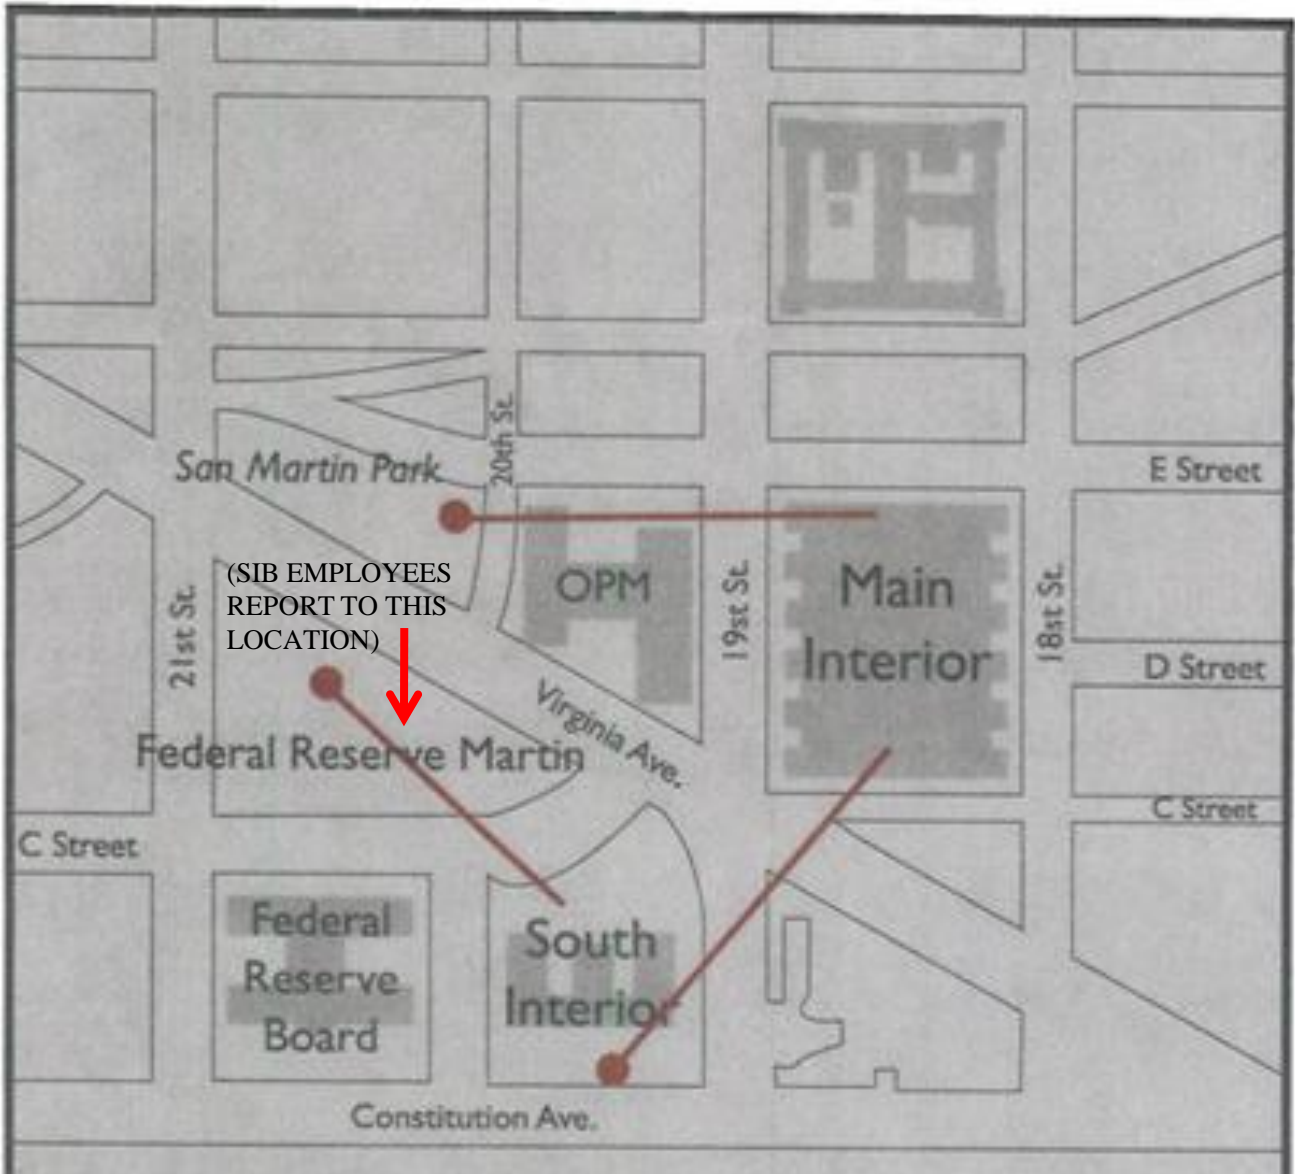 San Martin Park
20th St.
E Street
(SIB EMPLOYEES
REPORT TO THIS
LOCATION)
OPM
Main
Interior
21st St.
19st St.
18st St.
D Street
Virginia Ave.
Federal Reserve Martin
C Street
C Street
Federal
Reserve
Board
South
Interior
Constitution Ave.